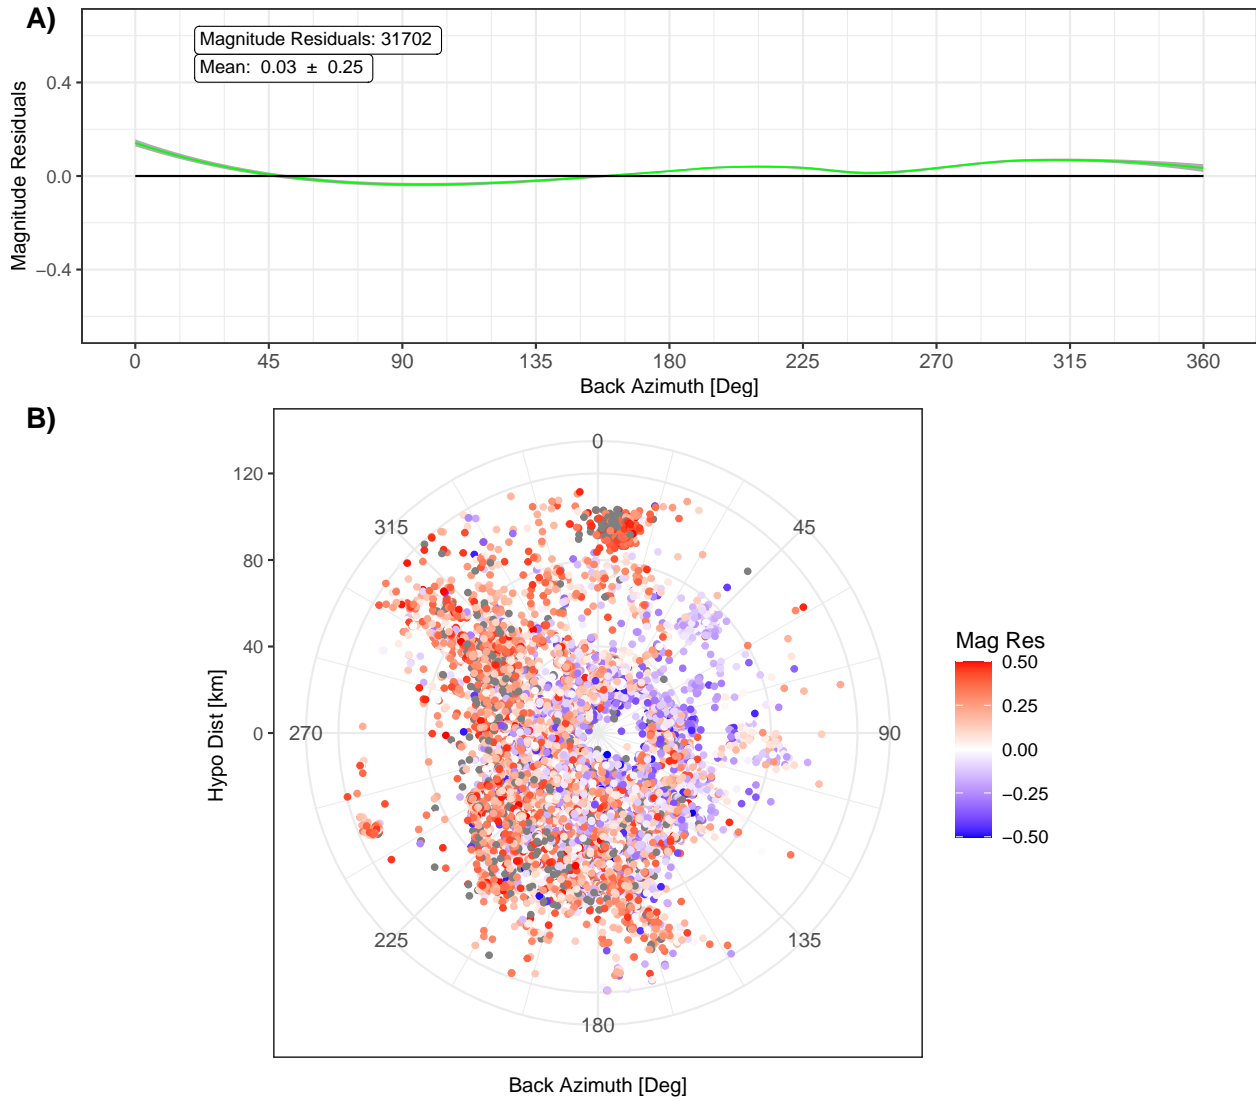 A)
Magnitude Residuals: 31702
Mean: 0.03 ± 0.25
Magnitude Residuals
0.4
0.0
−0.4
0 45 90 135 180 225 270 315 360
Back Azimuth [Deg]
B)
Hypo Dist [km]
120
80
40
0
0
45
90
135
180
225
270
315
Back Azimuth [Deg]
Mag Res
0.50
0.25
0.00
−0.25
−0.50